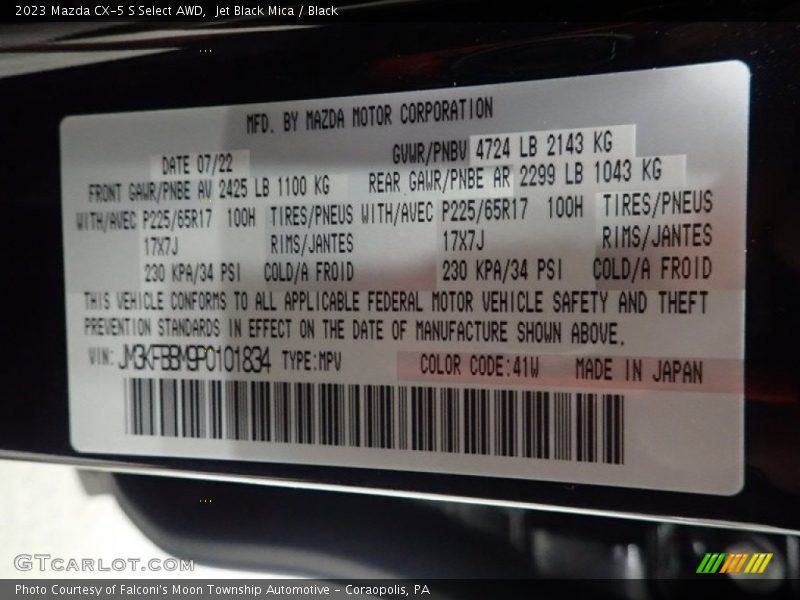 2023 Mazda CX-5 S Select AWD, Jet Black Mica / Black
MFD. BY MAZDA MOTOR CORPORATION
DATE 07/22 GVWR/PNBV 4724 LB 2143 KG
FRONT GAWR/PNBE AV 2425 LB 1100 KG REAR GAWR/PNBE AR 2299 LB 1043 KG
WITH/AVEC P225/65R17 100H TIRES/PNEUS WITH/AVEC P225/65R17 100H TIRES/PNEUS
17X7J RIMS/JANTES 17X7J RIMS/JANTES
230 KPA/34 PSI COLD/A FROID 230 KPA/34 PSI COLD/A FROID
THIS VEHICLE CONFORMS TO ALL APPLICABLE FEDERAL MOTOR VEHICLE SAFETY AND THEFT
PREVENTION STANDARDS IN EFFECT ON THE DATE OF MANUFACTURE SHOWN ABOVE.
VIN: JM3KFBBM9P0101834 TYPE:MPV COLOR CODE:41W MADE IN JAPAN
GTcarlot.com
Photo Courtesy of Falconi's Moon Township Automotive - Coraopolis, PA